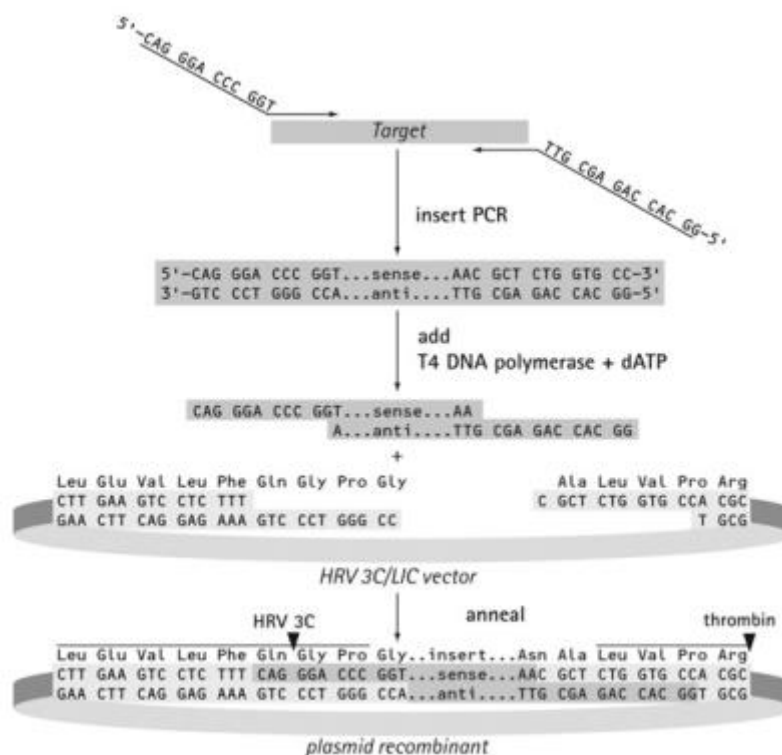 5'-CAG GGA CCC GGT
Target
TTG CGA GAC CAC GG-5'
insert PCR
5'-CAG GGA CCC GGT...sense...AAC GCT CTG GTG CC-3'
3'-GTC CCT GGG CCA...anti....TTG CGA GAC CAC GG-5'
add
T4 DNA polymerase + dATP
CAG GGA CCC GGT...sense...AA
A...anti....TTG CGA GAC CAC GG
+
Leu Glu Val Leu Phe Gln Gly Pro Gly Ala Leu Val Pro Arg
CTT GAA GTC CTC TTT C GCT CTG GTG CCA CGC
GAA CTT CAG GAG AAA GTC CCT GGG CC T GCG
HRV 3C/LIC vector
anneal
HRV 3C thrombin
Leu Glu Val Leu Phe Gln Gly Pro Gly..insert...Asn Ala Leu Val Pro Arg
CTT GAA GTC CTC TTT CAG GGA CCC GGT...sense...AAC GCT CTG GTG CCA CGC
GAA CTT CAG GAG AAA GTC CCT GGG CCA...anti....TTG CGA GAC CAC GGT GCG
plasmid recombinant